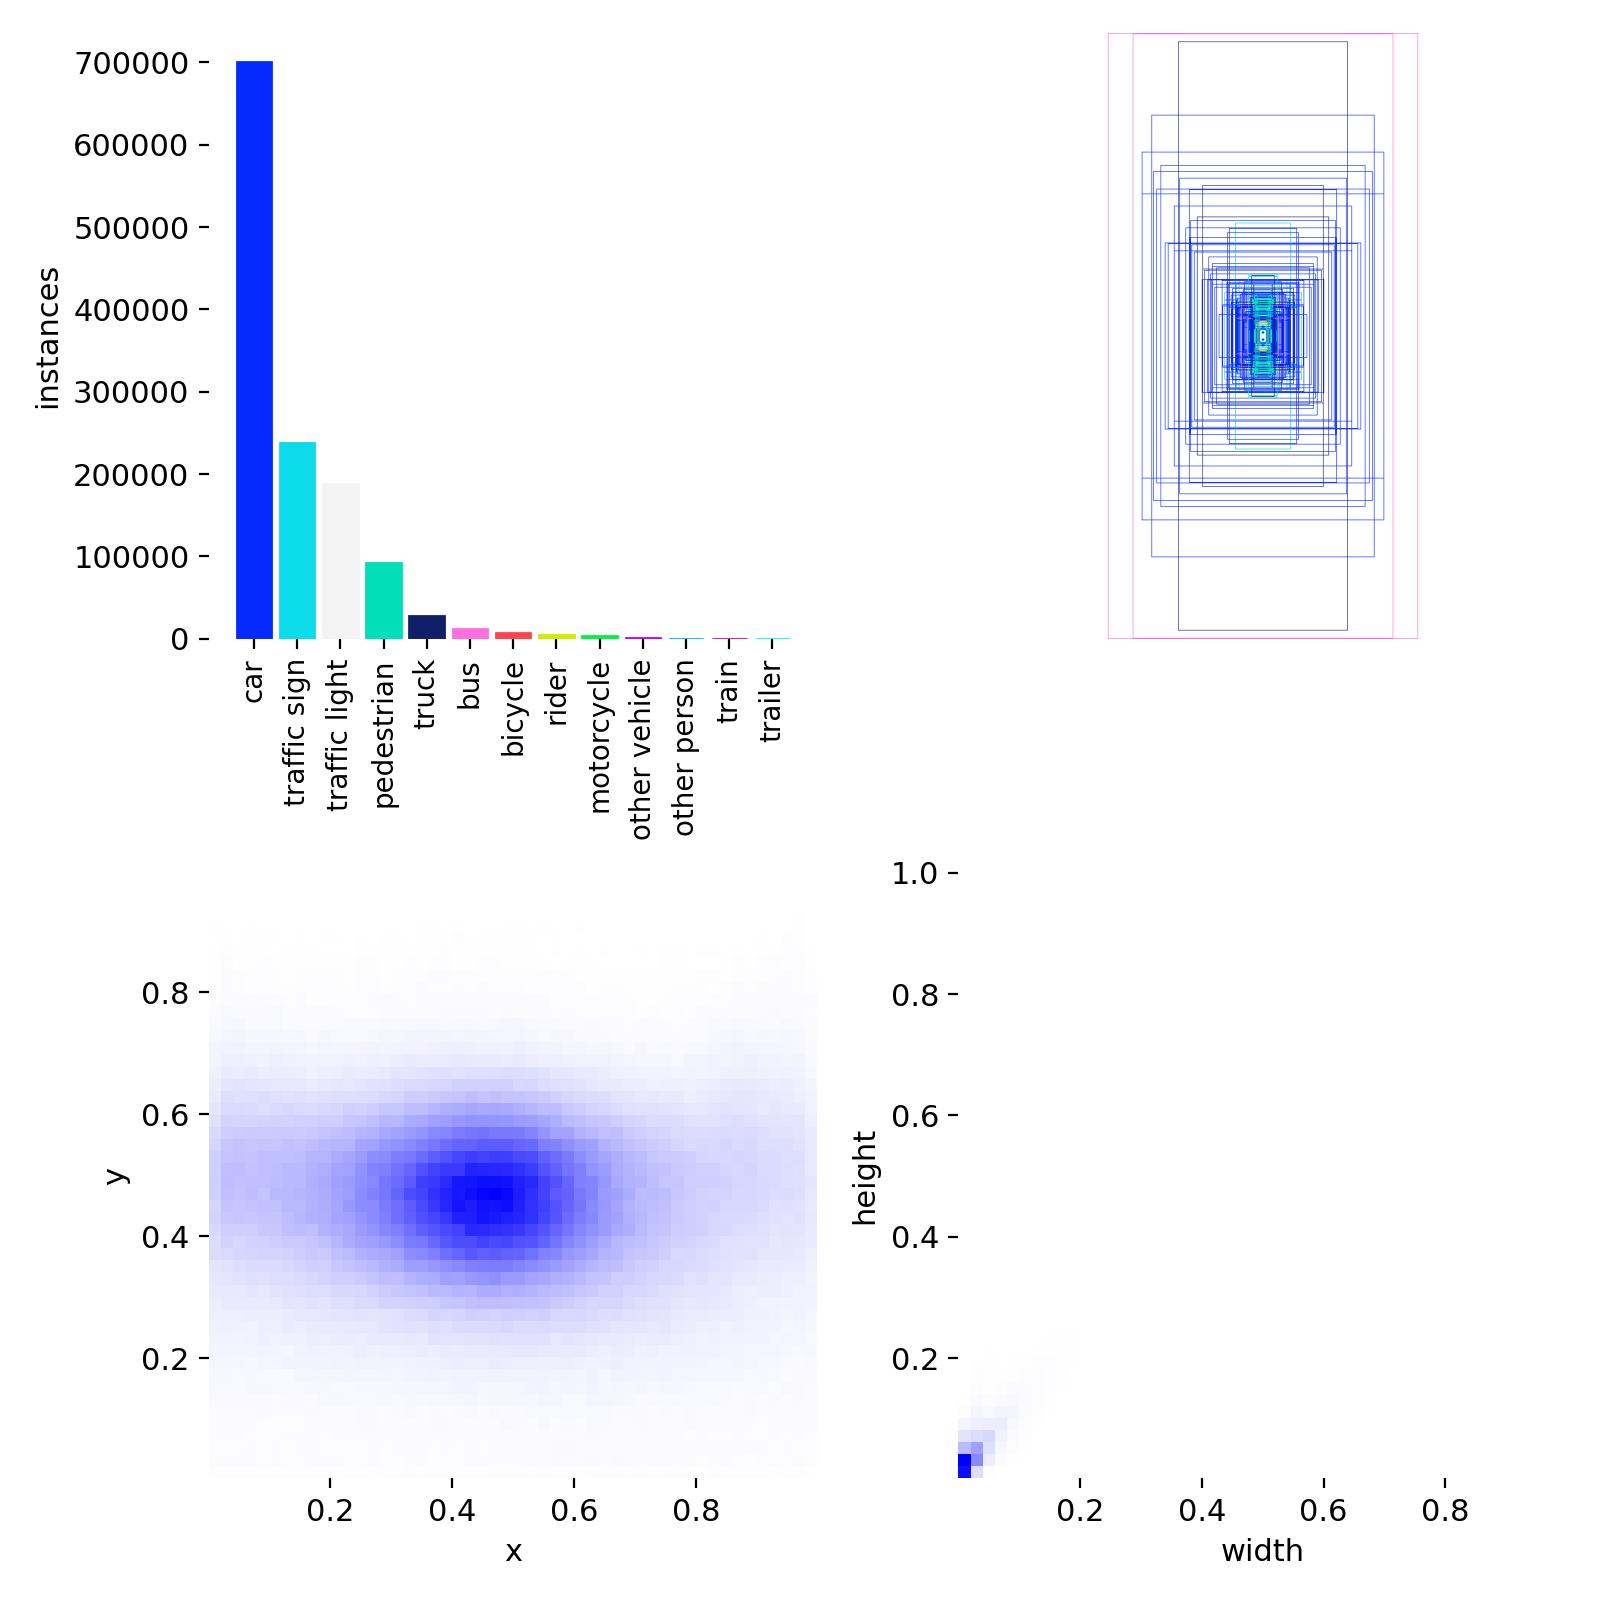 700000
600000
500000
400000
300000
200000
100000
0
instances
car
traffic sign
traffic light
pedestrian
truck
bus
bicycle
rider
motorcycle
other vehicle
other person
train
trailer
0.8
0.6
0.4
0.2
y
0.2 0.4 0.6 0.8
x
1.0
0.8
0.6
0.4
0.2
height
0.2 0.4 0.6 0.8
width